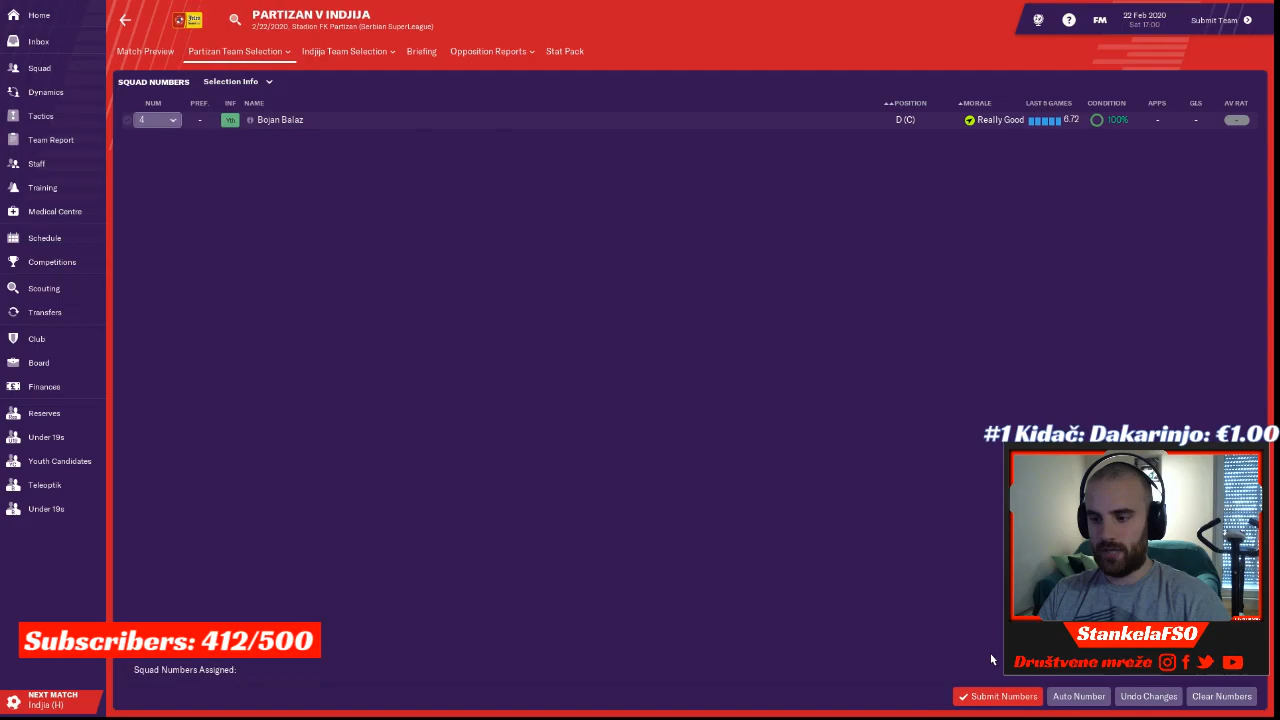 Home
Inbox
Squad
Dynamics
Tactics
Team Report
Staff
Training
Medical Centre
Schedule
Competitions
Scouting
Transfers
Club
Board
Finances
Reserves
Under 19s
Youth Candidates
Teleoptik
Under 19s
NEXT MATCH
Indjia (H)
PARTIZAN V INDJIJA
2/22/2020, Stadion FK Partizan (Serbian SuperLeague)
? FM 22 Feb 2020 Submit Team
Sat 17:00
Match Preview Partizan Team Selection Indjija Team Selection Briefing Opposition Reports Stat Pack
SQUAD NUMBERS Selection Info
NUM PREF. INF NAME POSITION MORALE LAST 5 GAMES CONDITION APPS GLS AV RAT
4 - Yth Bojan Balaz D (C) Really Good 6.72 100% - - -
#1 Kidač: Dakarinjo: €1.00
StankelaFSO
Društvene mreže
Subscribers: 412/500
Squad Numbers Assigned:
Submit Numbers Auto Number Undo Changes Clear Numbers